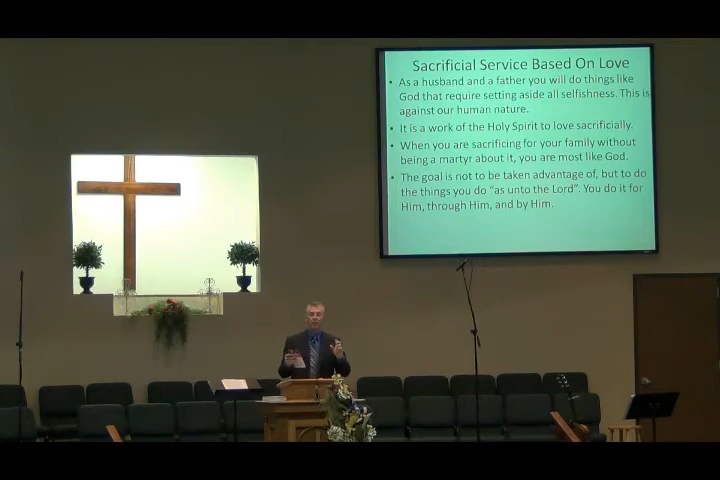 Sacrificial Service Based On Love
• As a husband and a father you will do things like
God that require setting aside all selfishness. This is
against our human nature.
• It is a work of the Holy Spirit to love sacrificially.
• When you are sacrificing for your family without
being a martyr about it, you are most like God.
• The goal is not to be taken advantage of, but to do
the things you do “as unto the Lord”. You do it for
Him, through Him, and by Him.